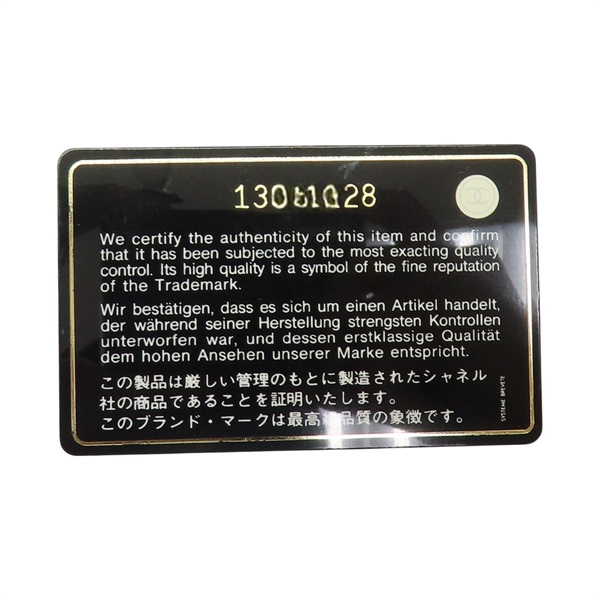 We certify the authenticity of this item and confirm
that it has been subjected to the most exacting quality
control. Its high quality is a symbol of the fine reputation
of the Trademark.
Wir bestätigen, dass es sich um einen Artikel handelt,
der während seiner Herstellung strengsten Kontrollen
unterworfen war, und dessen erstklassige Qualität
dem hohen Ansehen unserer Marke entspricht.
この製品は厳しい管理のもとに製造されたシャネル
社の商品であることを証明いたします。
このブランド・マークは最高級品質の象徴です。
SYSTEME BREVETE